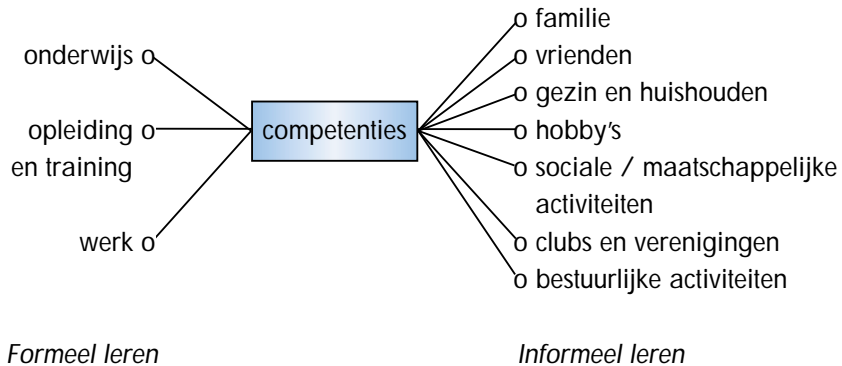 onderwijs o
opleiding o
en training
werk o
competenties
o familie
o vrienden
o gezin en huishouden
o hobby's
o sociale / maatschappelijke
activiteiten
o clubs en verenigingen
o bestuurlijke activiteiten
Formeel leren
Informeel leren